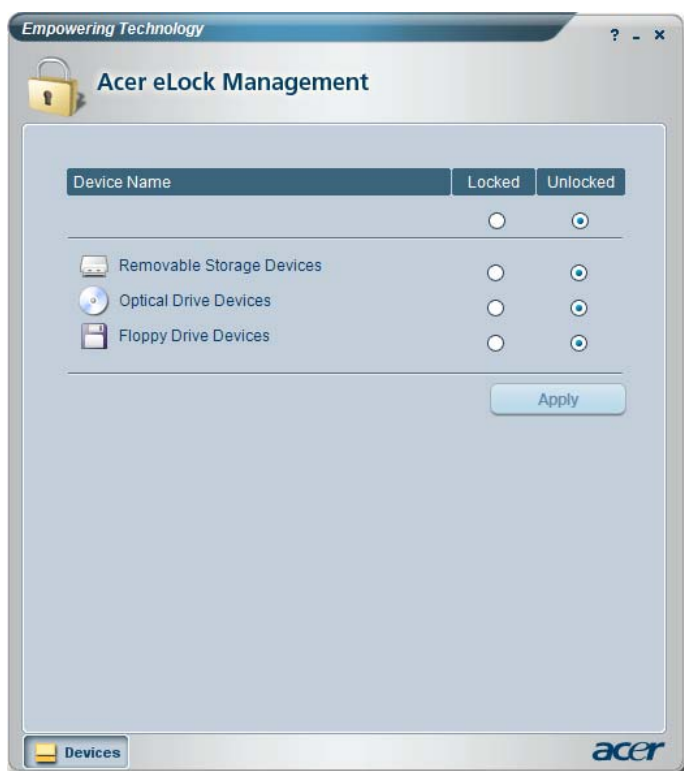 Empowering Technology
? - x
Acer eLock Management
Device Name Locked Unlocked
Removable Storage Devices
Optical Drive Devices
Floppy Drive Devices
Apply
Devices
acer